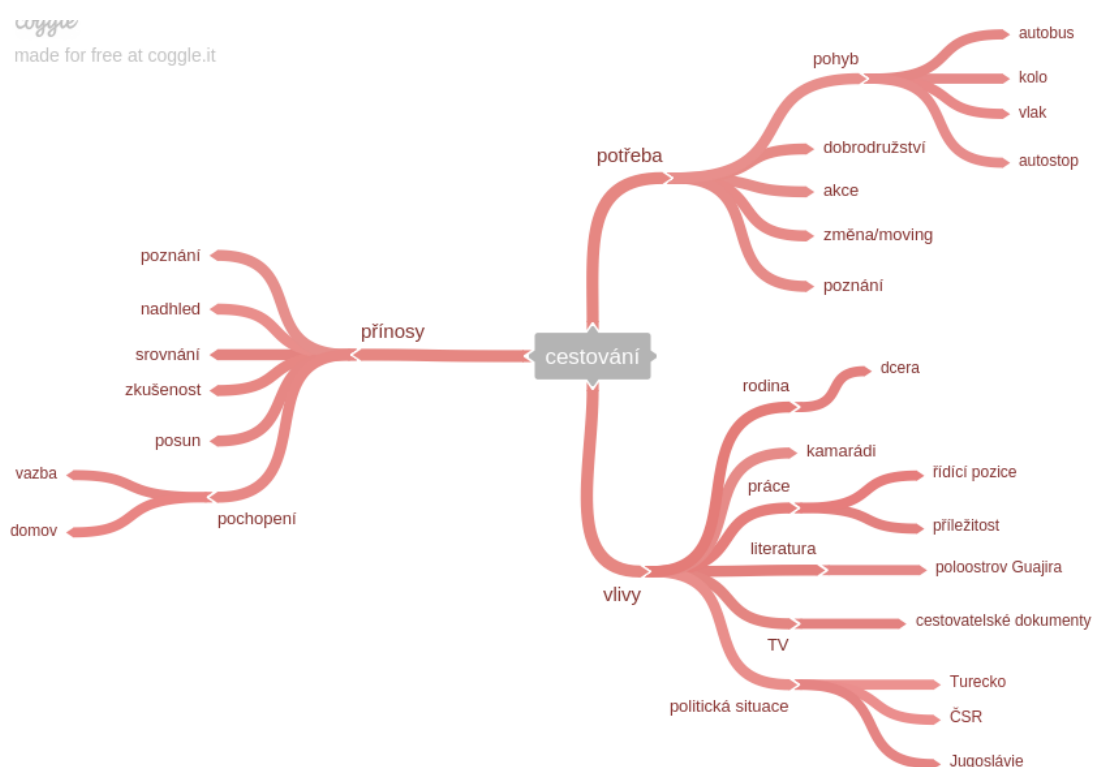 coggle
made for free at coggle.it
cestování
potřeba
pohyb
autobus
kolo
vlak
autostop
dobrodružství
akce
změna/moving
poznání
přínosy
poznání
nadhled
srovnání
zkušenost
posun
pochopení
vazba
domov
vlivy
rodina
dcera
kamarádi
práce
řídící pozice
příležitost
literatura
poloostrov Guajira
TV
cestovatelské dokumenty
politická situace
Turecko
ČSR
Jugoslávie